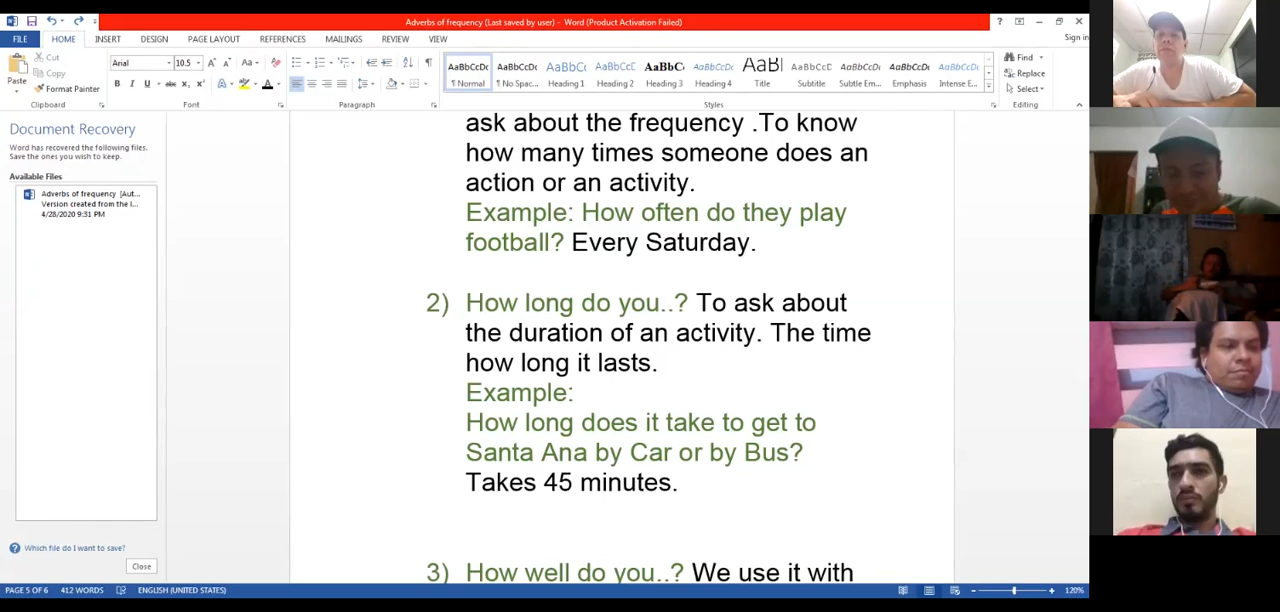 Adverbs of frequency (Last saved by user) - Word (Product Activation Failed)
FILE HOME INSERT DESIGN PAGE LAYOUT REFERENCES MAILINGS REVIEW VIEW Sign in
Cut
Copy
Paste
Format Painter
Clipboard
Arial 10.5
Font
Paragraph
AaBbCcDc AaBbCcDc AaBbC AaBbCcC AaBbCc AaBbCcD AaBb AaBbCcD AaBbCcDc AaBbCcDc
¶ Normal ¶ No Spac... Heading 1 Heading 2 Heading 3 Heading 4 Title Subtitle Subtle Em... Emphasis Intense E...
Styles
Find
Replace
Select
Editing
Document Recovery
Word has recovered the following files.
Save the ones you wish to keep.
Available Files
Adverbs of frequency [Aut...
Version created from the l...
4/28/2020 9:31 PM
Which file do I want to save?
Close
ask about the frequency .To know
how many times someone does an
action or an activity.
Example: How often do they play
football? Every Saturday.
2) How long do you..? To ask about
the duration of an activity. The time
how long it lasts.
Example:
How long does it take to get to
Santa Ana by Car or by Bus?
Takes 45 minutes.
3) How well do you..? We use it with
PAGE 5 OF 6 412 WORDS ENGLISH (UNITED STATES) 120%